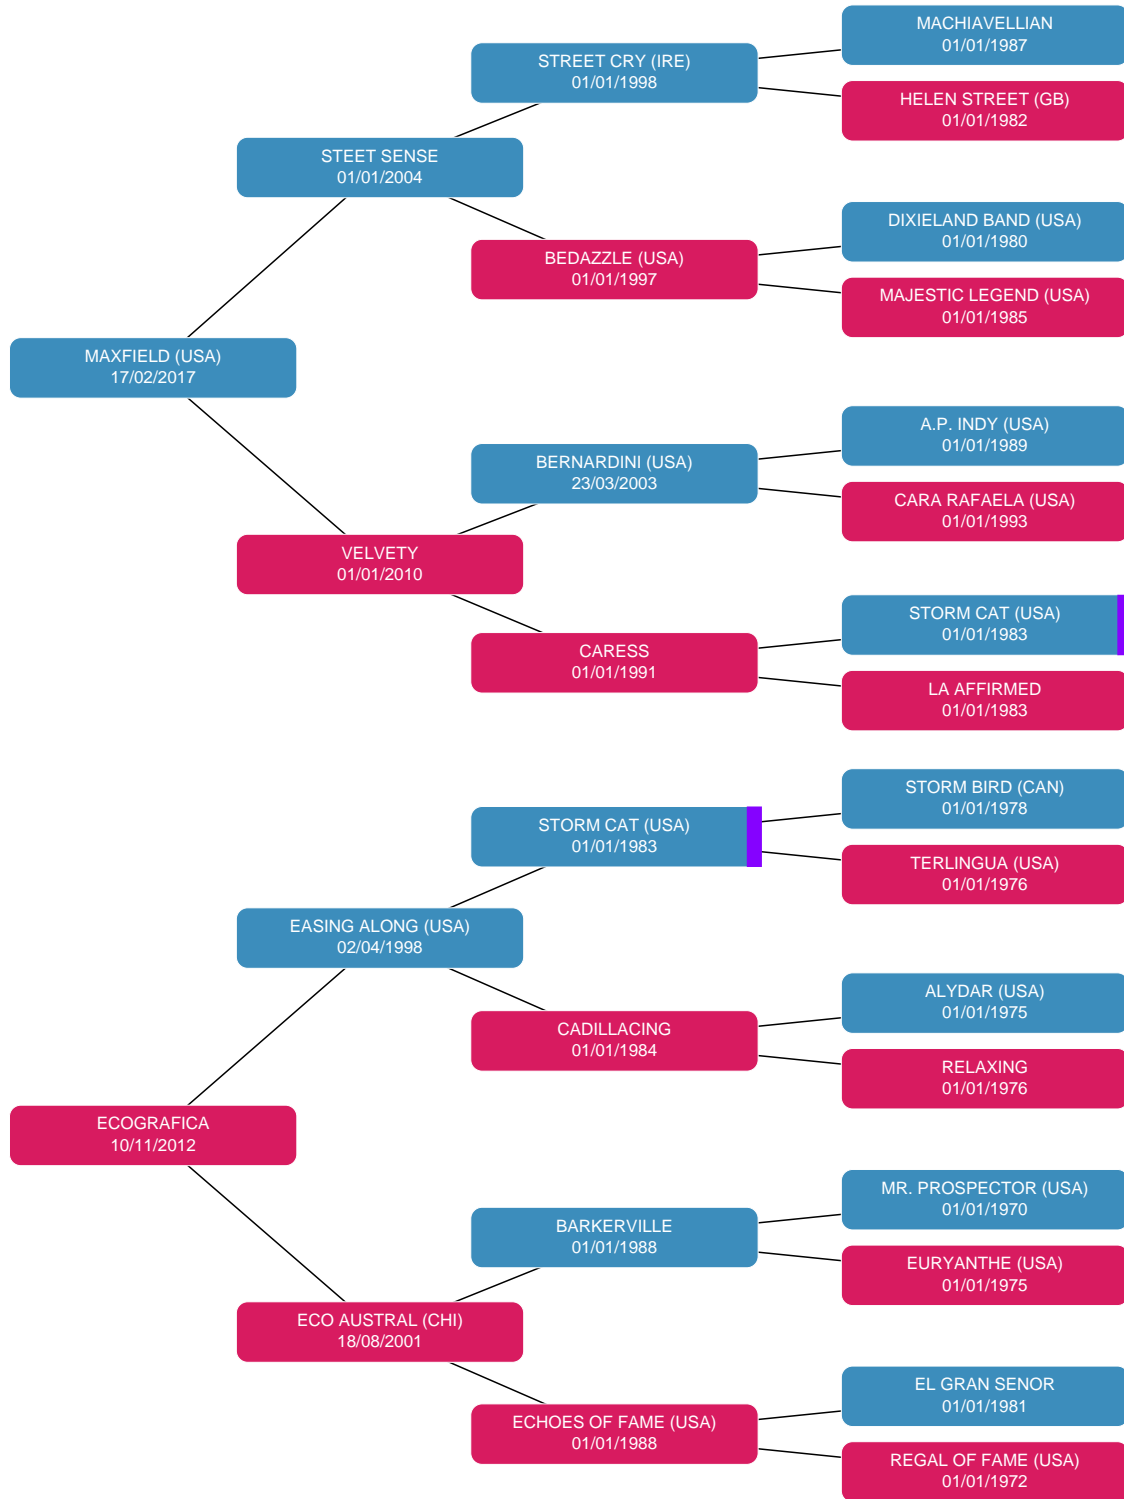 MACHIAVELLIAN
01/01/1987
STREET CRY (IRE)
01/01/1998
HELEN STREET (GB)
01/01/1982
STEET SENSE
01/01/2004
DIXIELAND BAND (USA)
01/01/1980
BEDAZZLE (USA)
01/01/1997
MAJESTIC LEGEND (USA)
01/01/1985
MAXFIELD (USA)
17/02/2017
A.P. INDY (USA)
01/01/1989
BERNARDINI (USA)
23/03/2003
CARA RAFAELA (USA)
01/01/1993
VELVETY
01/01/2010
STORM CAT (USA)
01/01/1983
CARESS
01/01/1991
LA AFFIRMED
01/01/1983
STORM BIRD (CAN)
01/01/1978
STORM CAT (USA)
01/01/1983
TERLINGUA (USA)
01/01/1976
EASING ALONG (USA)
02/04/1998
ALYDAR (USA)
01/01/1975
CADILLACING
01/01/1984
RELAXING
01/01/1976
ECOGRAFICA
10/11/2012
MR. PROSPECTOR (USA)
01/01/1970
BARKERVILLE
01/01/1988
EURYANTHE (USA)
01/01/1975
ECO AUSTRAL (CHI)
18/08/2001
EL GRAN SENOR
01/01/1981
ECHOES OF FAME (USA)
01/01/1988
REGAL OF FAME (USA)
01/01/1972